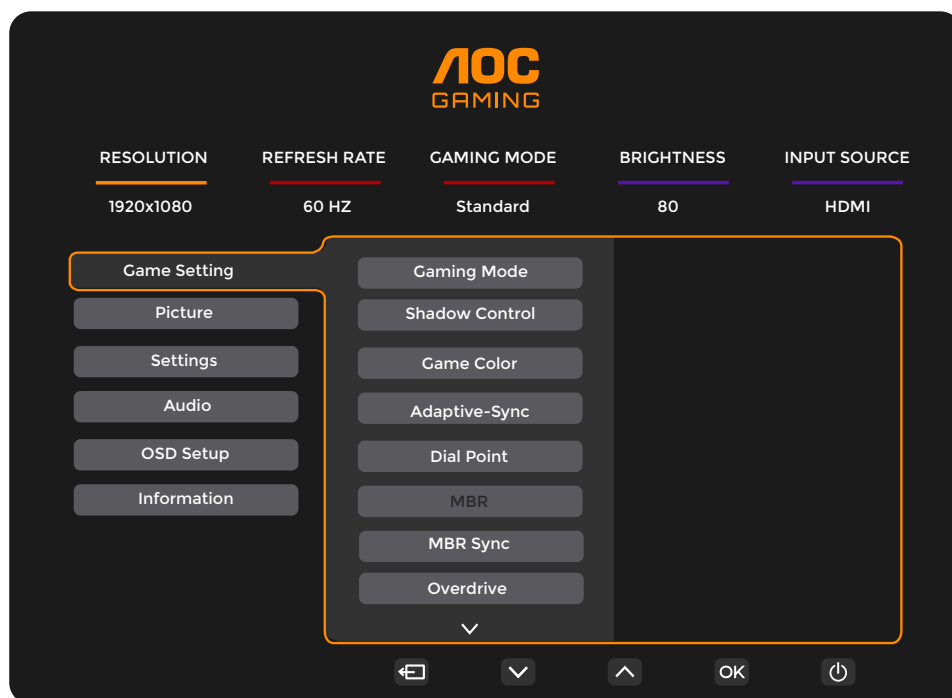 AOC
GAMING
RESOLUTION REFRESH RATE GAMING MODE BRIGHTNESS INPUT SOURCE
1920x1080 60 HZ Standard 80 HDMI
Game Setting
Picture
Settings
Audio
OSD Setup
Information
Gaming Mode
Shadow Control
Game Color
Adaptive-Sync
Dial Point
MBR
MBR Sync
Overdrive
OK